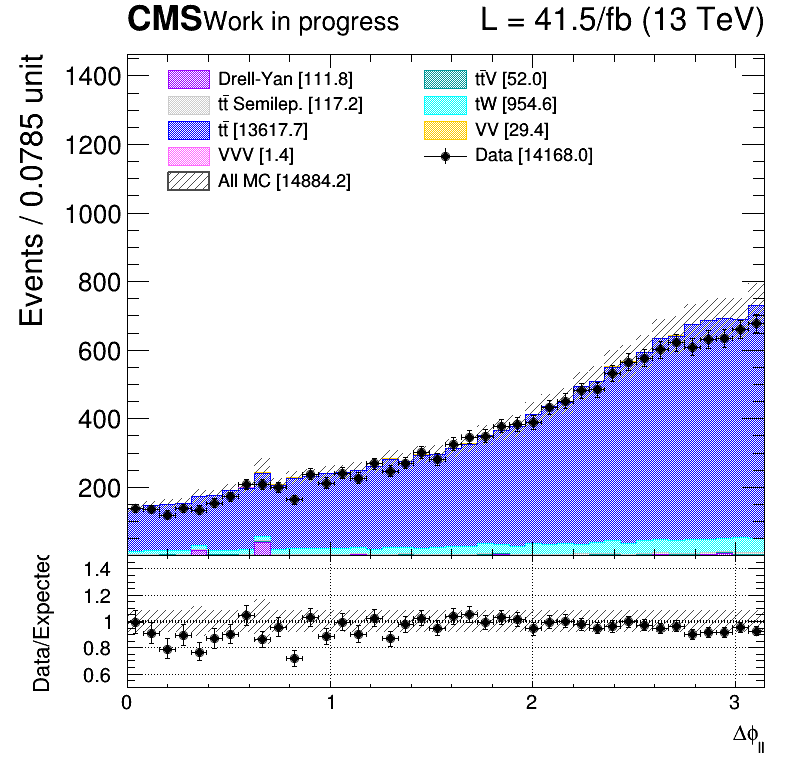 CMS Work in progress L = 41.5/fb (13 TeV)
Events / 0.0785 unit
1400
1200
1000
800
600
400
200
Drell-Yan [111.8]
tt̄ Semilep. [117.2]
tt̄ [13617.7]
VVV [1.4]
All MC [14884.2]
tt̄V [52.0]
tW [954.6]
VV [29.4]
Data [14168.0]
Data/Expected
1.4
1.2
1
0.8
0.6
0 1 2 3
Δϕ_ll